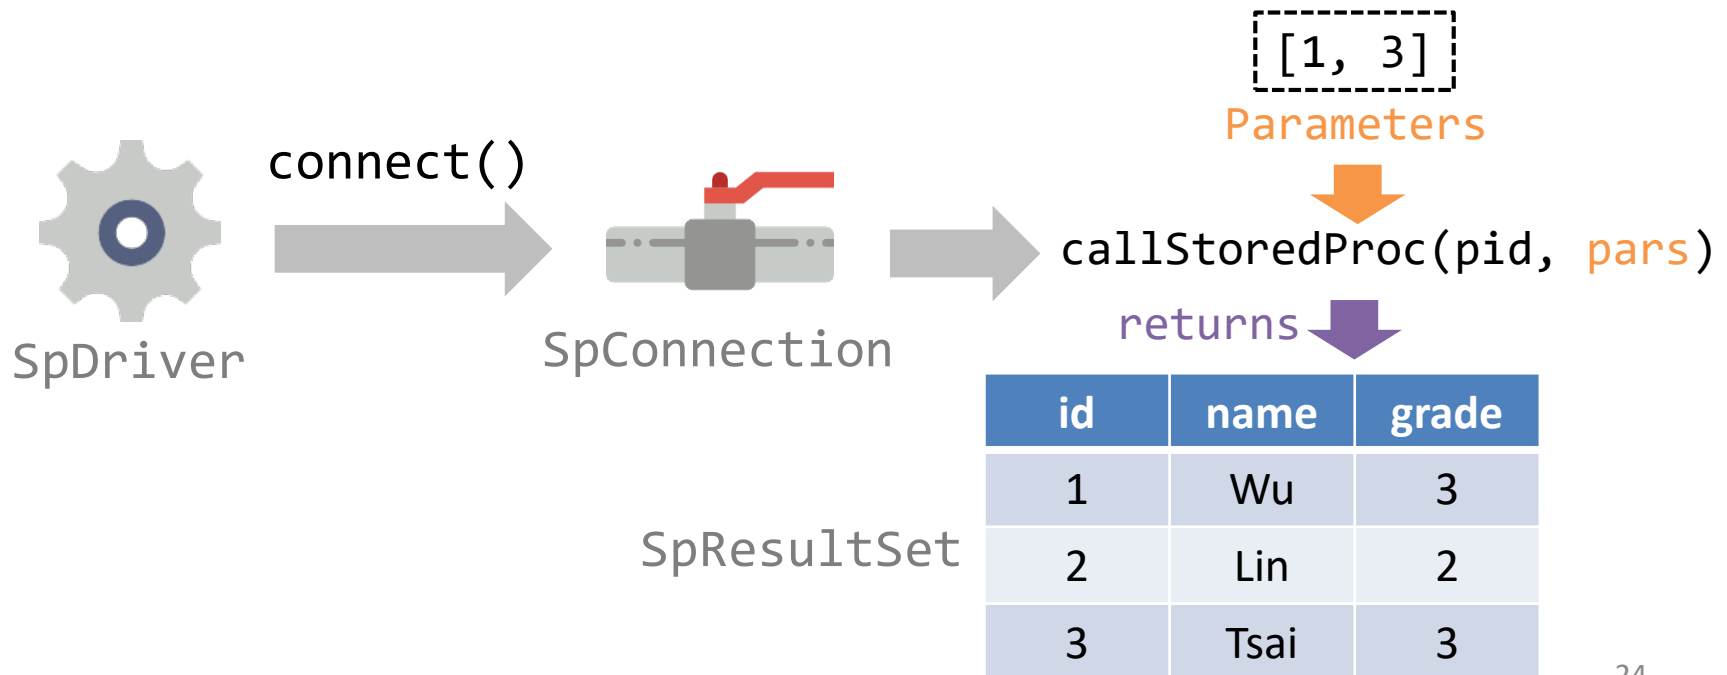 [1, 3]
Parameters
connect()
callStoredProc(pid, pars)
returns
SpDriver
SpConnection
id name grade
1 Wu 3
SpResultSet
2 Lin 2
3 Tsai 3
24